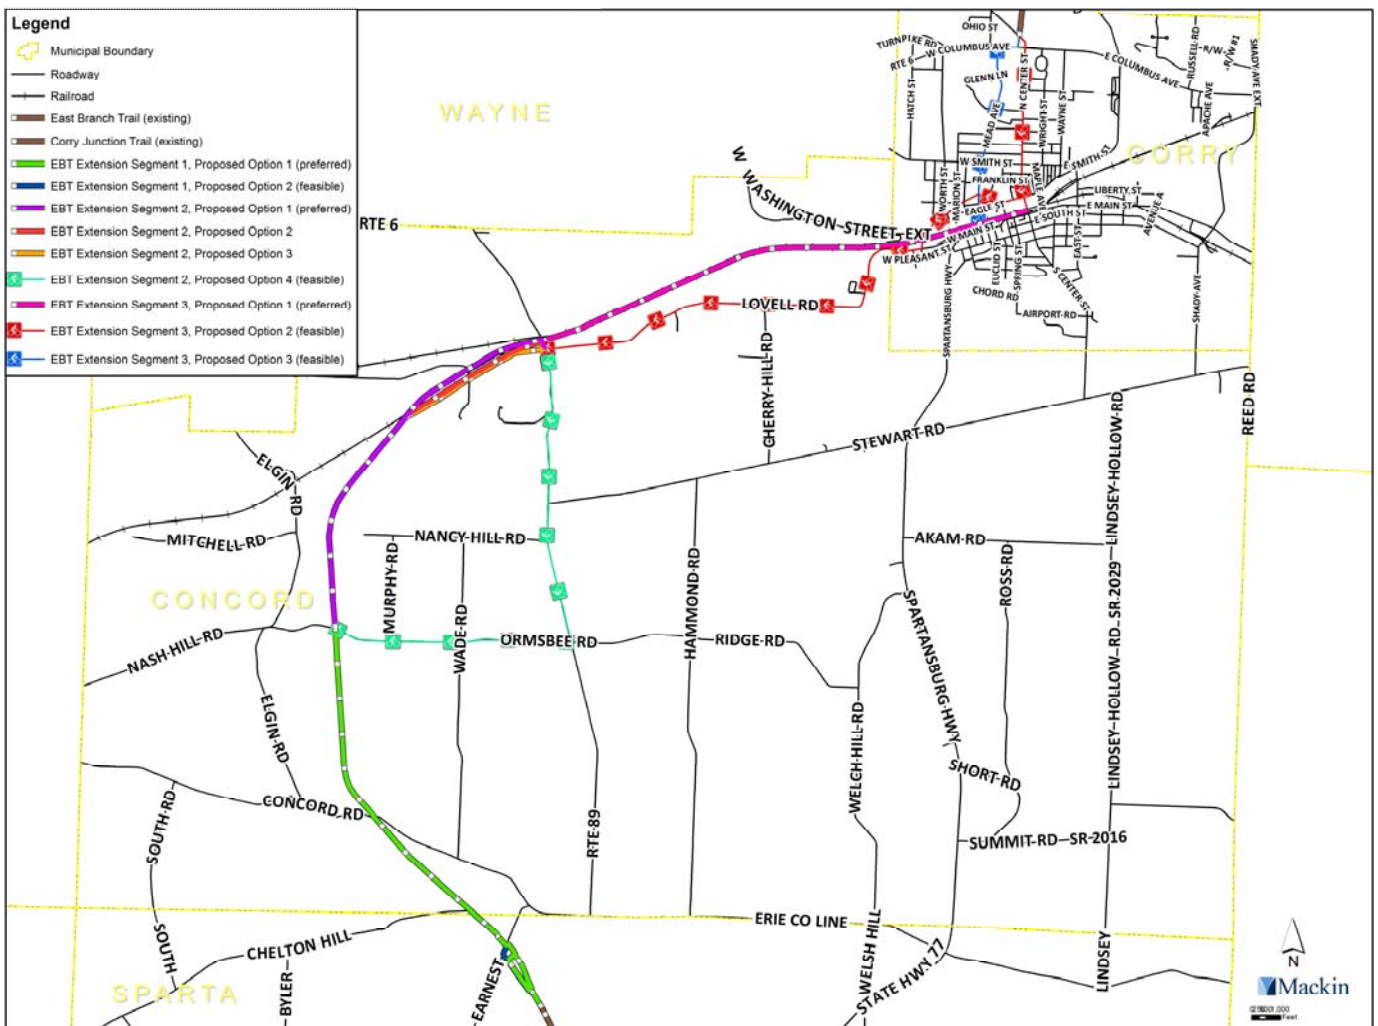 Legend
Municipal Boundary
Roadway
Railroad
East Branch Trail (existing)
Corry Junction Trail (existing)
EBT Extension Segment 1, Proposed Option 1 (preferred)
EBT Extension Segment 1, Proposed Option 2 (feasible)
EBT Extension Segment 2, Proposed Option 1 (preferred)
EBT Extension Segment 2, Proposed Option 2
EBT Extension Segment 2, Proposed Option 3
EBT Extension Segment 2, Proposed Option 4 (feasible)
EBT Extension Segment 3, Proposed Option 1 (preferred)
EBT Extension Segment 3, Proposed Option 2 (feasible)
EBT Extension Segment 3, Proposed Option 3 (feasible)
WAYNE
CORRY
OHIO ST
TURNPIKE RD
W COLUMBUS AVE
RTE 6
E COLUMBUS AVE
RUSSELL-RD
R/W
R/W #1
SHADY-AVE EXT
GLENN LN
HATCH ST
N CENTER ST
MEAD AVE
WRIGHT-ST
WAYNE ST
APACHE AVE
W SMITH ST
E-SMITH-ST
FRANKLIN ST
MAPLE AVE
WORTH ST
MARION ST
LIBERTY-ST
E MAIN ST
AVENUE A
EAGLE ST
E SOUTH ST
W MAIN ST
EAST-ST
W WASHINGTON-STREET-EXT
W PLEASANT ST
EUCLID ST
SPRING ST
S CENTER ST
CHORD RD
AIRPORT-RD
SPARTANSBURG HWY
SHADY-AVE
RTE 6
LOVELL RD
CHERRY-HILL-RD
STEWART-RD
REED RD
ELGIN RD
MITCHELL-RD
NANCY-HILL-RD
AKAM-RD
LINDSEY-HOLLOW-RD
CONCORD
MURPHY-RD
WADE-RD
HAMMOND-RD
ROSS-RD
LINDSEY-HOLLOW-RD SR-2029
NASH-HILL-RD
ORMSBEE-RD
RIDGE-RD
SPARTANSBURG-HWY
ELGIN-RD
WELCH-HILL-RD
SHORT-RD
LINDSEY-HOLLOW-RD
CONCORD RD
SOUTH-RD
RTE-89
SUMMIT-RD—SR-2016
ERIE CO LINE
CHELTON HILL
SOUTH
BYLER
EARNEST
WELSH HILL
STATE HWY 77
LINDSEY
SPARTA
N
Mackin
Feet